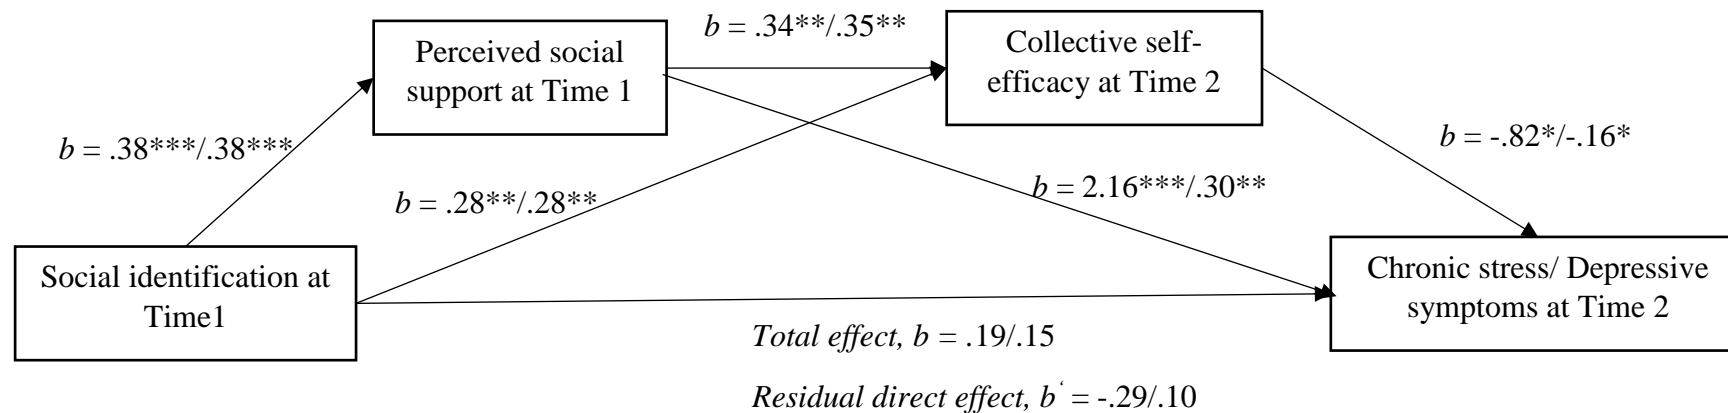 b = .34**/.35**
Perceived social
support at Time 1
Collective self-
efficacy at Time 2
b = .38***/.38***
b = -.82*/-.16*
b = .28**/.28**
b = 2.16***/.30**
Social identification at
Time1
Chronic stress/ Depressive
symptoms at Time 2
Total effect, b = .19/.15
Residual direct effect, b‘ = -.29/.10